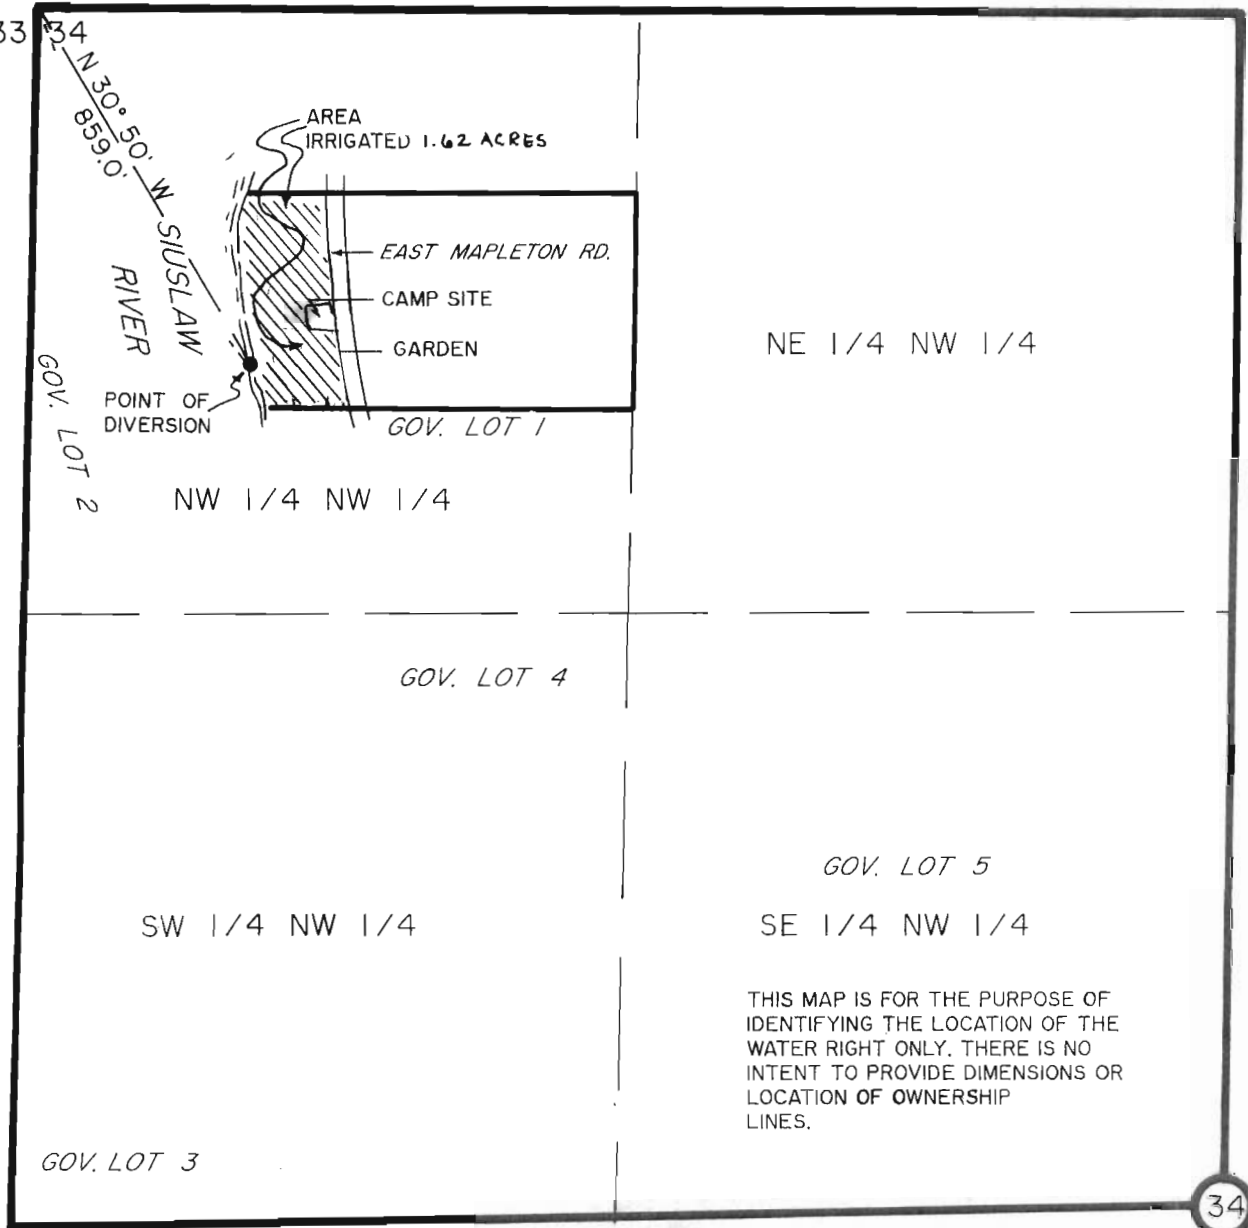 33 34
N 30° 50' W
859.0'
AREA
IRRIGATED 1.62 ACRES
SIUSLAW
RIVER
EAST MAPLETON RD.
CAMP SITE
GARDEN
POINT OF
DIVERSION
GOV. LOT 2
GOV. LOT 1
NW 1/4 NW 1/4
NE 1/4 NW 1/4
GOV. LOT 4
GOV. LOT 5
SW 1/4 NW 1/4
SE 1/4 NW 1/4
THIS MAP IS FOR THE PURPOSE OF
IDENTIFYING THE LOCATION OF THE
WATER RIGHT ONLY. THERE IS NO
INTENT TO PROVIDE DIMENSIONS OR
LOCATION OF OWNERSHIP
LINES.
GOV. LOT 3
34